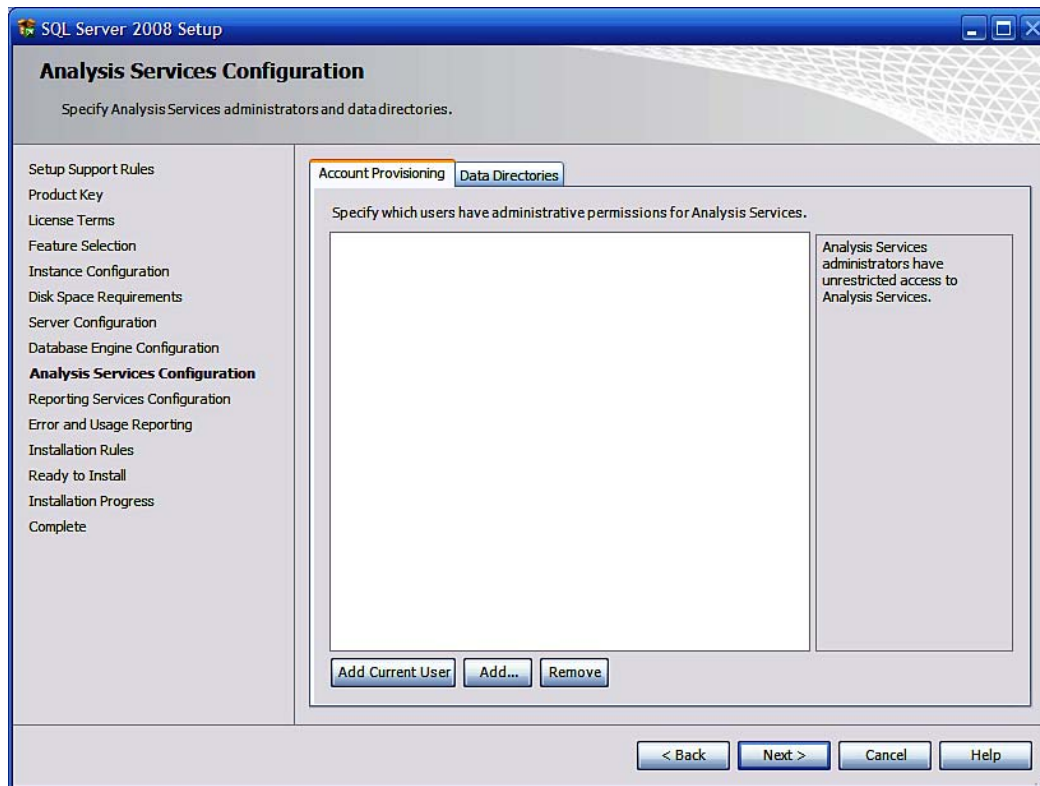 SQL Server 2008 Setup
Analysis Services Configuration
Specify Analysis Services administrators and data directories.
Setup Support Rules
Product Key
License Terms
Feature Selection
Instance Configuration
Disk Space Requirements
Server Configuration
Database Engine Configuration
Analysis Services Configuration
Reporting Services Configuration
Error and Usage Reporting
Installation Rules
Ready to Install
Installation Progress
Complete
Account Provisioning
Data Directories
Specify which users have administrative permissions for Analysis Services.
Analysis Services
administrators have
unrestricted access to
Analysis Services.
Add Current User
Add...
Remove
< Back
Next >
Cancel
Help